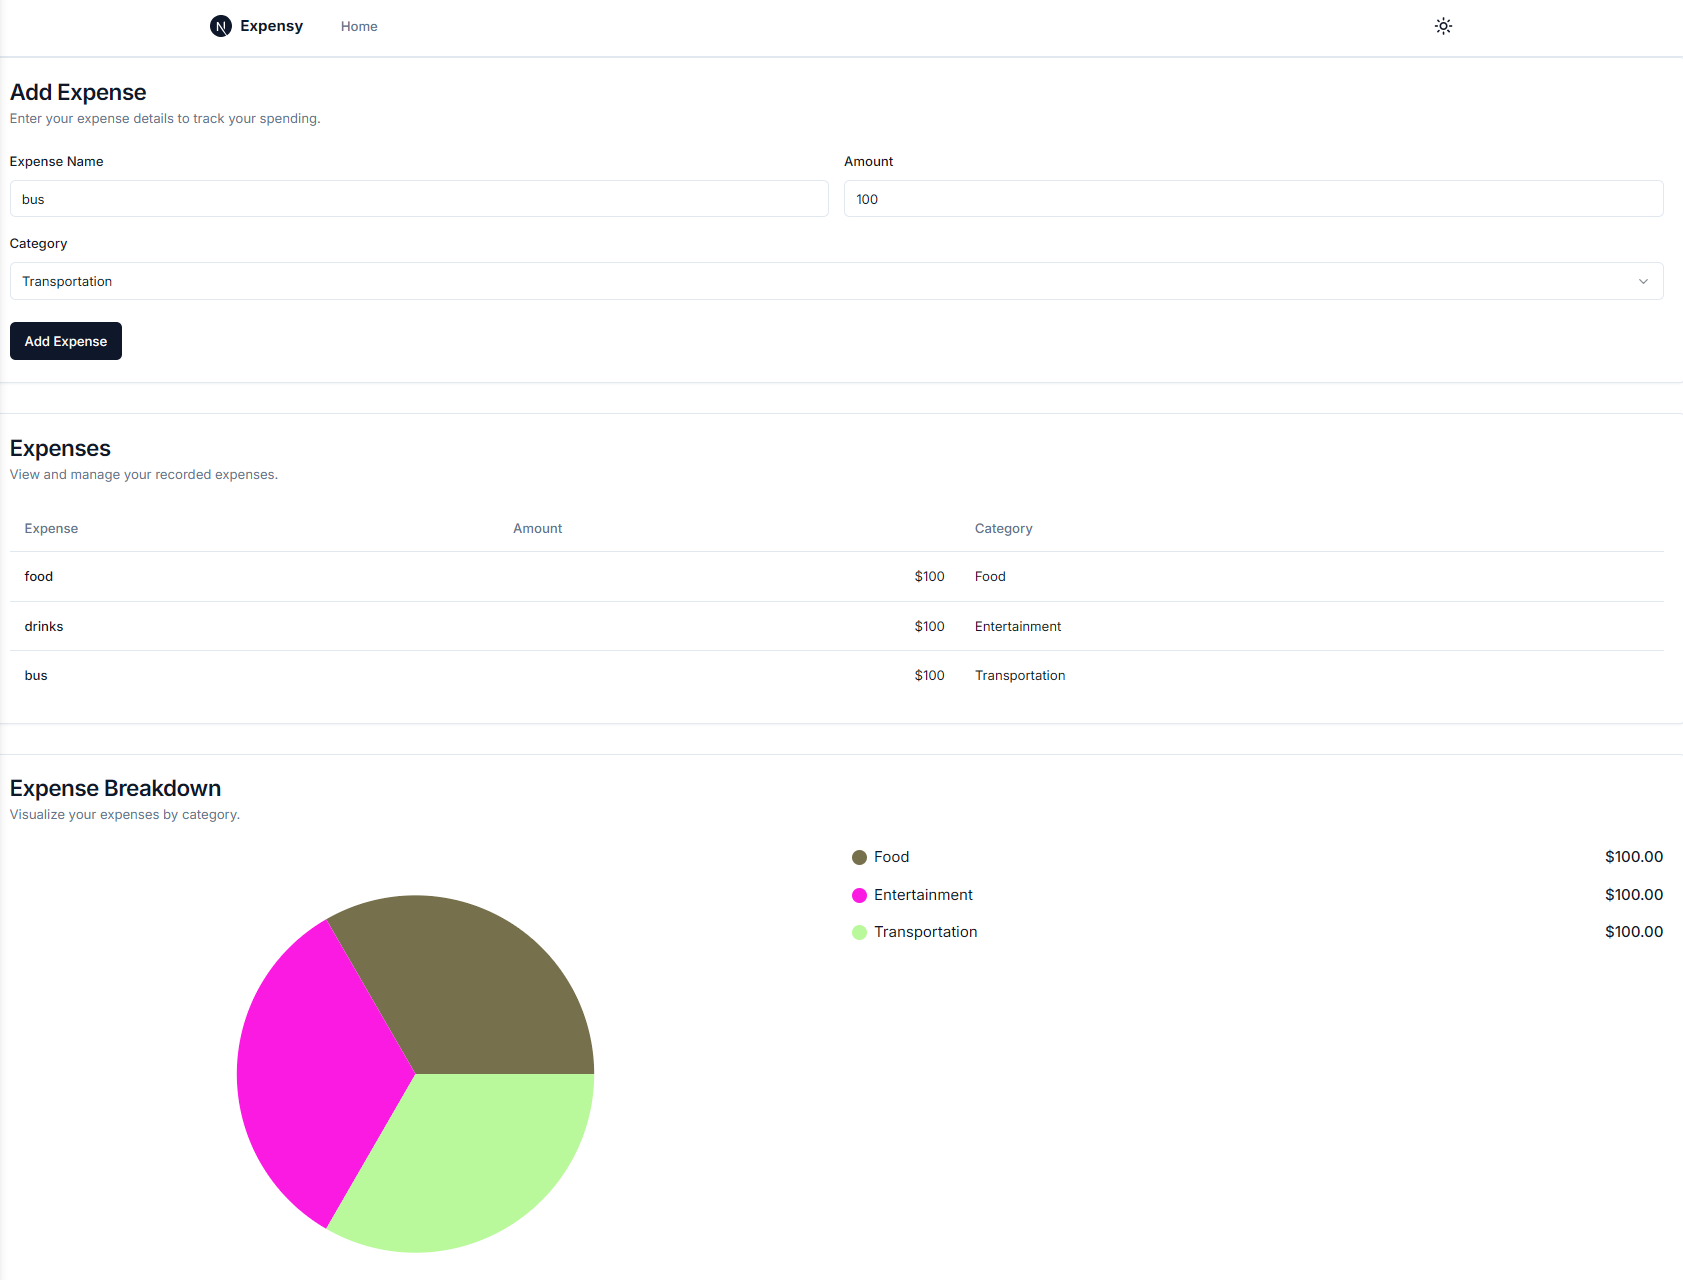 Expensy Home
Add Expense
Enter your expense details to track your spending.
Expense Name Amount
bus 100
Category
Transportation
Add Expense
Expenses
View and manage your recorded expenses.
Expense Amount Category
food $100 Food
drinks $100 Entertainment
bus $100 Transportation
Expense Breakdown
Visualize your expenses by category.
Food $100.00
Entertainment $100.00
Transportation $100.00